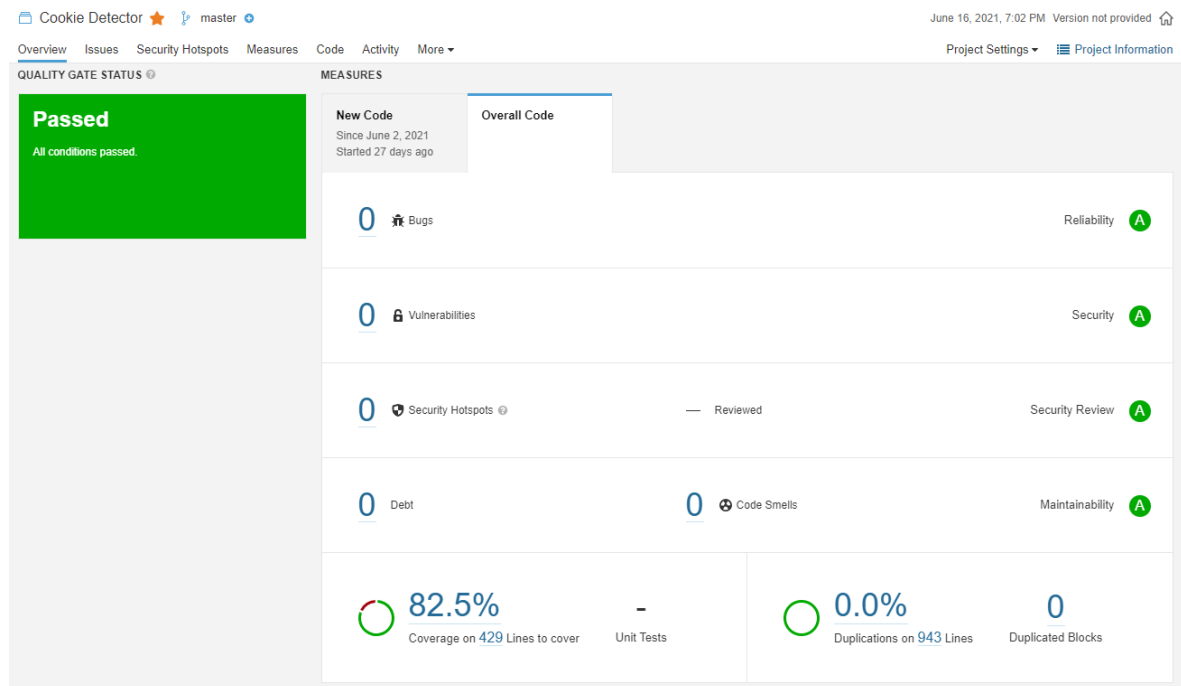 Cookie Detector master
June 16, 2021, 7:02 PM Version not provided
Overview Issues Security Hotspots Measures Code Activity More
Project Settings Project Information
QUALITY GATE STATUS ?
MEASURES
Passed
All conditions passed.
New Code
Since June 2, 2021
Started 27 days ago
Overall Code
0 Bugs
Reliability A
0 Vulnerabilities
Security A
0 Security Hotspots ?
— Reviewed
Security Review A
0 Debt
0 Code Smells
Maintainability A
82.5%
Coverage on 429 Lines to cover
-
Unit Tests
0.0%
Duplications on 943 Lines
0
Duplicated Blocks